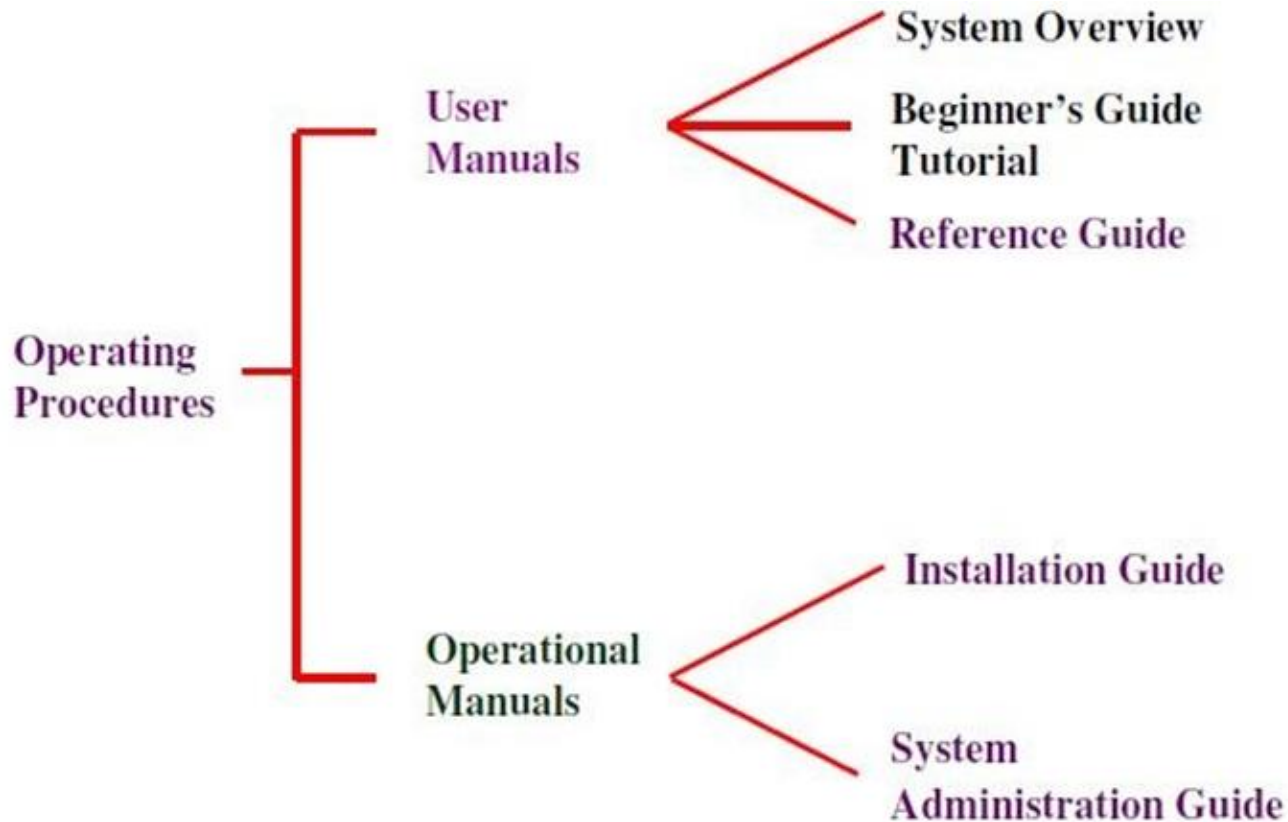 System Overview
User
Manuals
Beginner’s Guide
Tutorial
Reference Guide
Operating
Procedures
Installation Guide
Operational
Manuals
System
Administration Guide